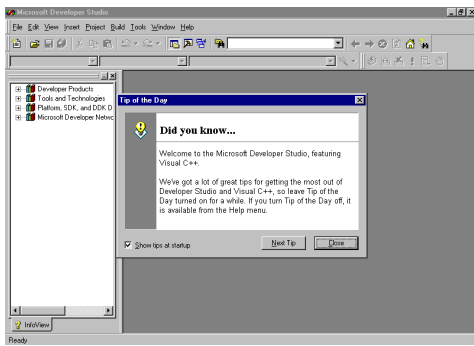 Microsoft Developer Studio
File Edit View Insert Project Build Tools Window Help
Developer Products
Tools and Technologies
Platform, SDK, and DDK D
Microsoft Developer Netwc
Tip of the Day
Did you know...
Welcome to the Microsoft Developer Studio, featuring
Visual C++.
We've got a lot of great tips for getting the most out of
Developer Studio and Visual C++, so leave Tip of the
Day turned on for a while. If you turn Tip of the Day off, it
is available from the Help menu.
Show tips at startup
Next Tip
Close
InfoView
Ready